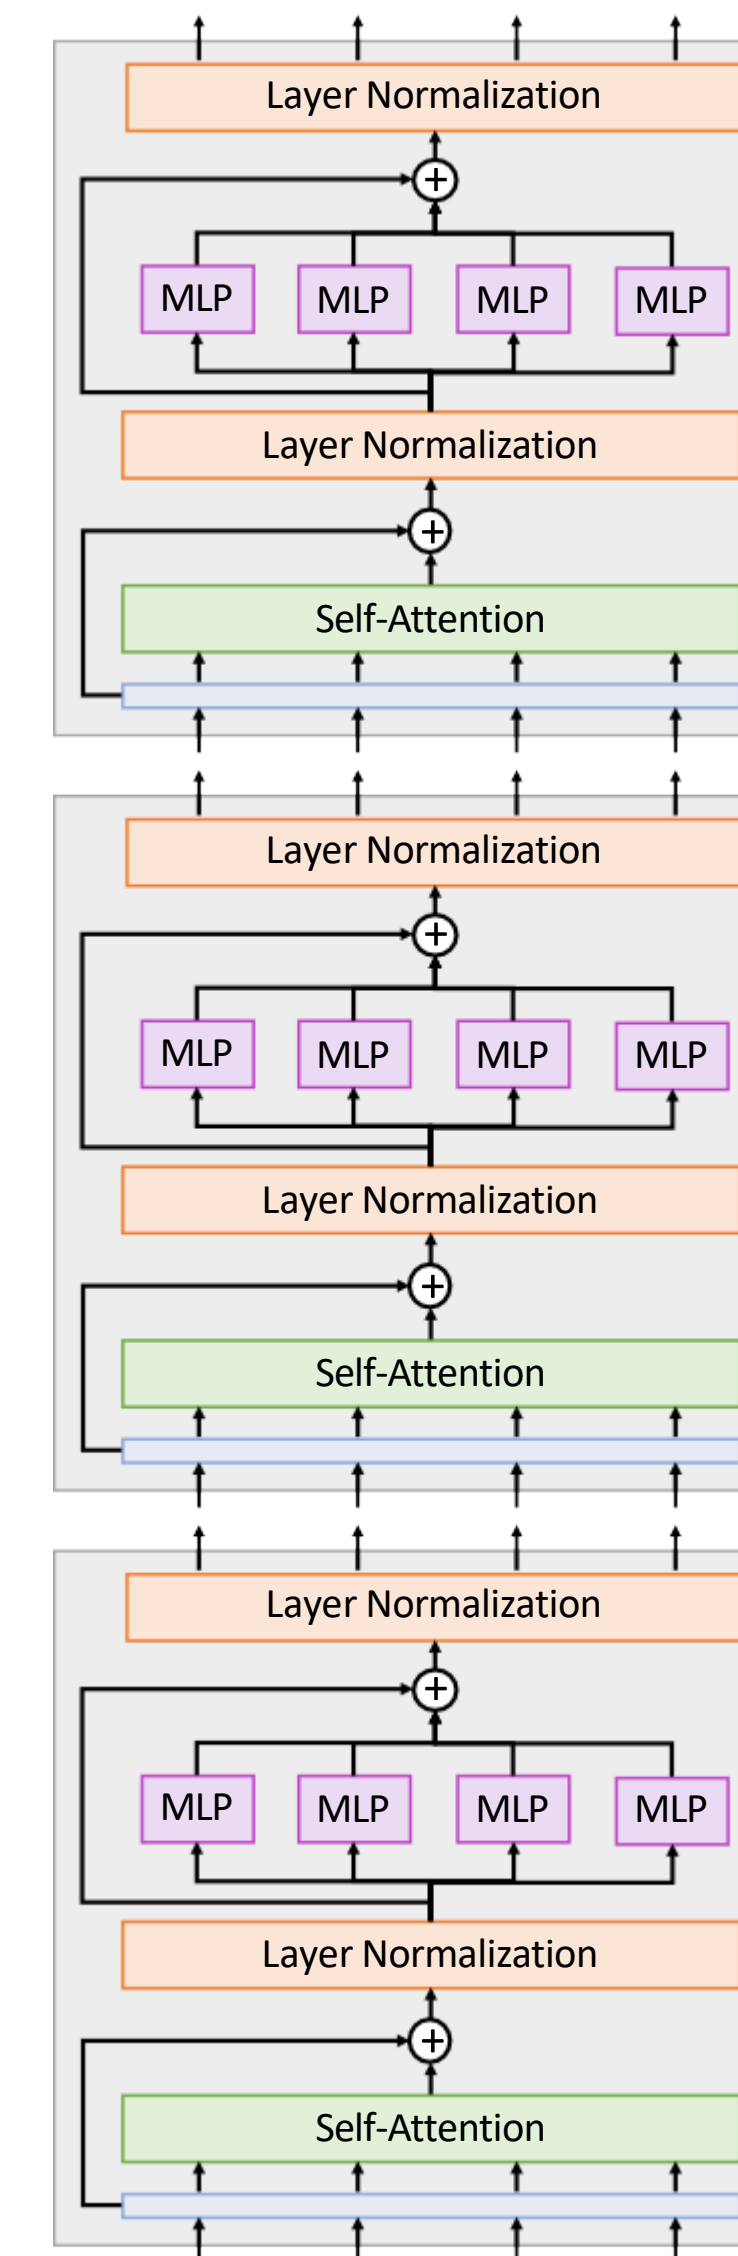 Layer Normalization
+
MLP MLP MLP MLP
Layer Normalization
+
Self-Attention
Layer Normalization
+
MLP MLP MLP MLP
Layer Normalization
+
Self-Attention
Layer Normalization
+
MLP MLP MLP MLP
Layer Normalization
+
Self-Attention